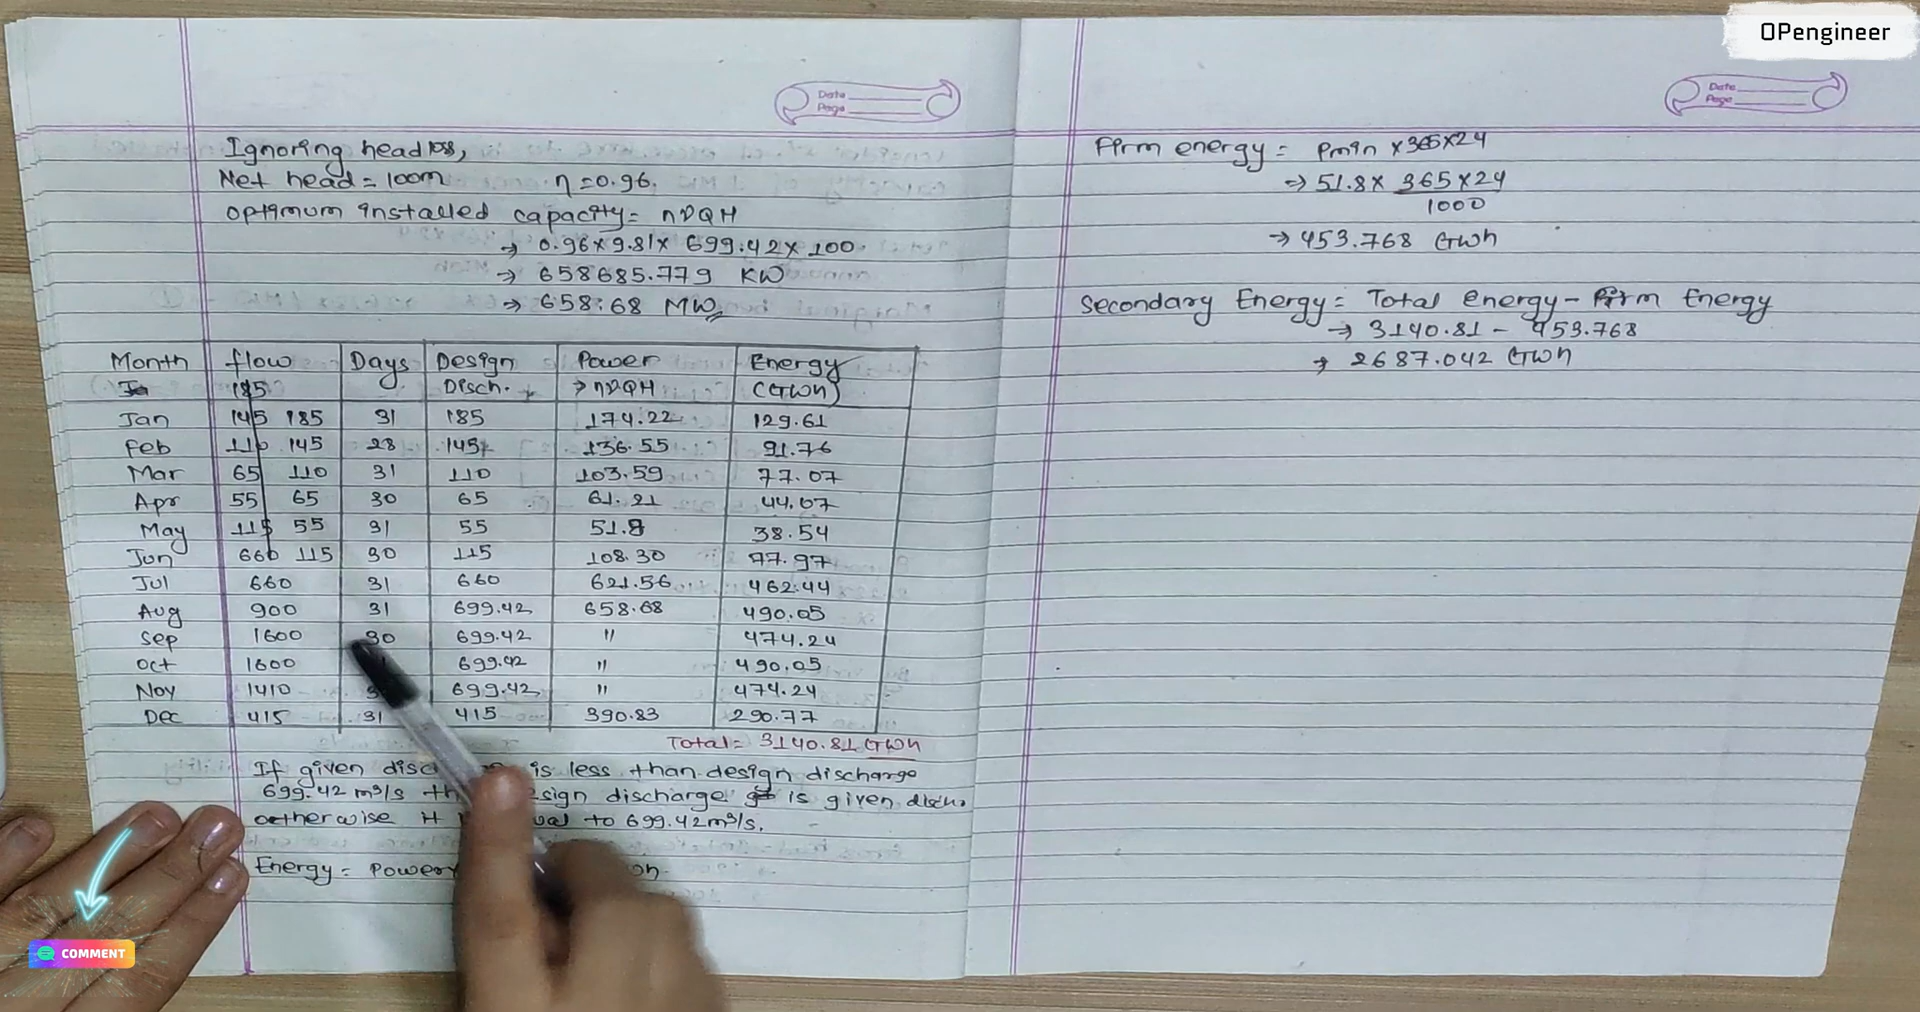 OPengineer
Date
Page
Date
Page
Ignoring head loss,
Net head = 100m η = 0.96.
Optimum installed capacity = ηγQH
→ 0.96 × 9.81 × 699.42 × 100
→ 658685.779 KW
→ 658.68 MW
Month flow Days Design Power Energy
Ja 185 Disch. → ηγQH (GWh)
Jan 145 185 31 185 174.22 129.61
Feb 110 145 28 145 136.55 91.76
Mar 65 110 31 110 103.59 77.07
Apr 55 65 30 65 61.21 44.07
May 115 55 31 55 51.8 38.54
Jun 660 115 30 115 108.30 77.97
Jul 660 31 660 621.56 462.44
Aug 900 31 699.42 658.68 490.05
Sep 1600 30 699.42 " 474.24
Oct 1600 699.42 " 490.05
Nov 1410 699.42 " 474.24
Dec 415 31 415 390.83 290.77
Total = 3140.81 GWh
If given is less than design discharge
699.42 m³/s design discharge is given disch.
otherwise it to 699.42 m³/s.
Energy = Power
Firm energy = Pmin × 365 × 24
→ 51.8 × 365 × 24
1000
→ 453.768 GWh
Secondary Energy = Total energy - Firm Energy
→ 3140.81 - 453.768
→ 2687.042 GWh
COMMENT